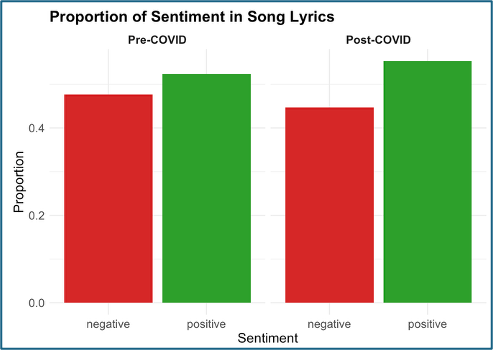 Proportion of Sentiment in Song Lyrics
Pre-COVID Post-COVID
Proportion
0.4
0.2
0.0
negative positive negative positive
Sentiment